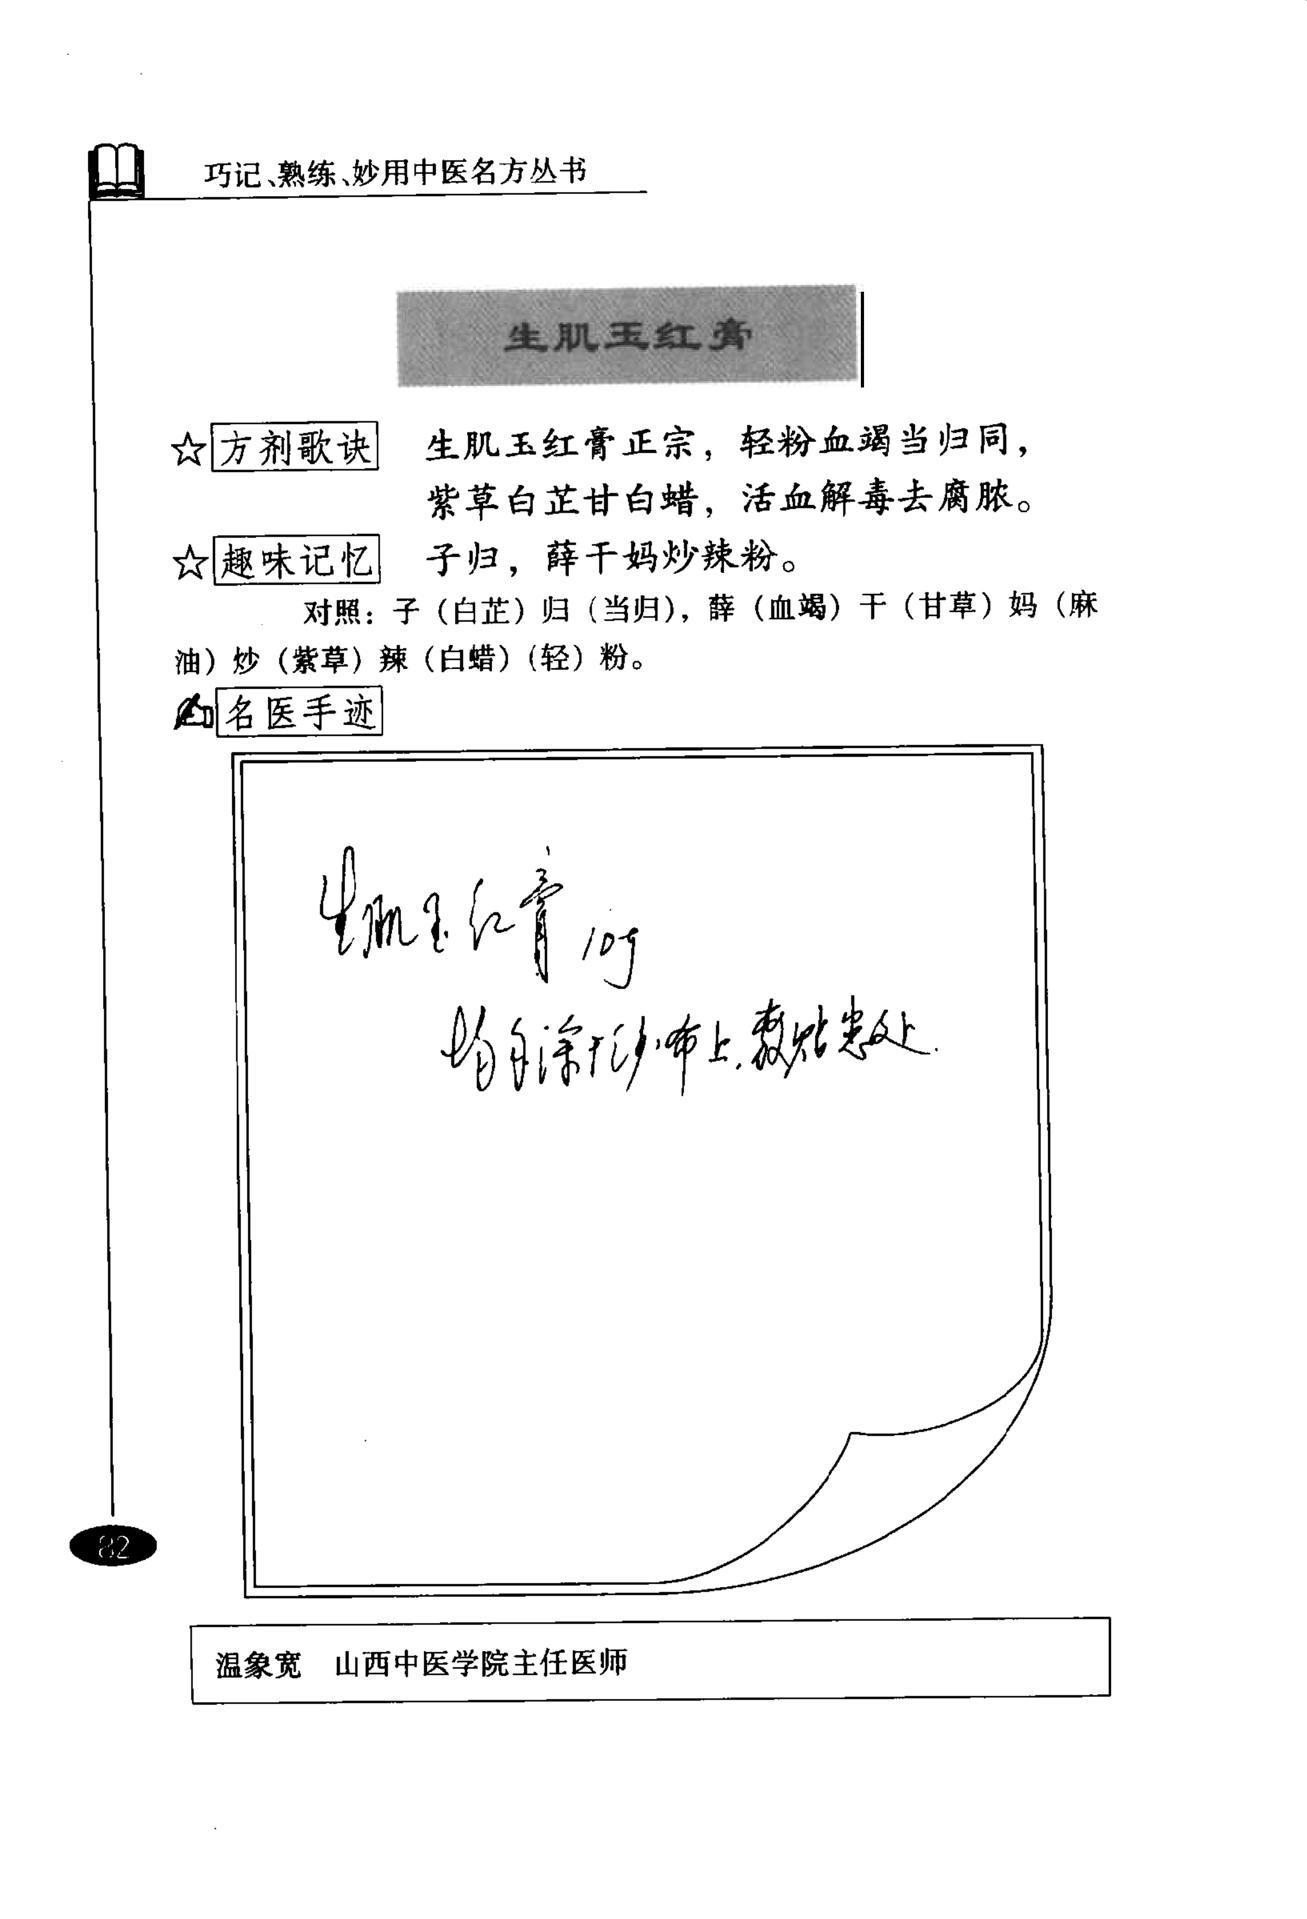 巧记、熟练、妙用中医名方丛书
生肌玉红膏
☆方剂歌诀 生肌玉红膏正宗，轻粉血竭当归同，
紫草白芷甘白蜡，活血解毒去腐脓。
☆趣味记忆 子归，薛干妈炒辣粉。
对照：子（白芷）归（当归），薛（血竭）干（甘草）妈（麻
油）炒（紫草）辣（白蜡）（轻）粉。
名医手迹
生肌玉红膏 10g
均匀涂于纱布上，敷贴患处.
82
温象宽 山西中医学院主任医师